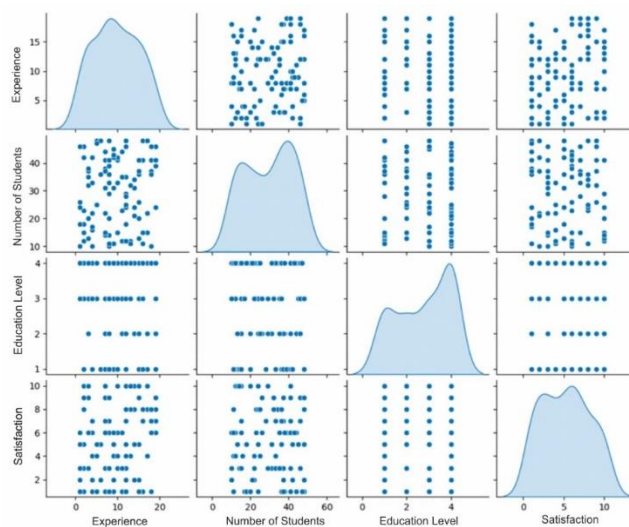 Experience
15
10
5
Number of Students
40
30
20
10
Education Level
4
3
2
1
Satisfaction
10
8
6
4
2
0 10 20
0 20 40 60
0 2 4
0 5 10
Experience Number of Students Education Level Satisfaction